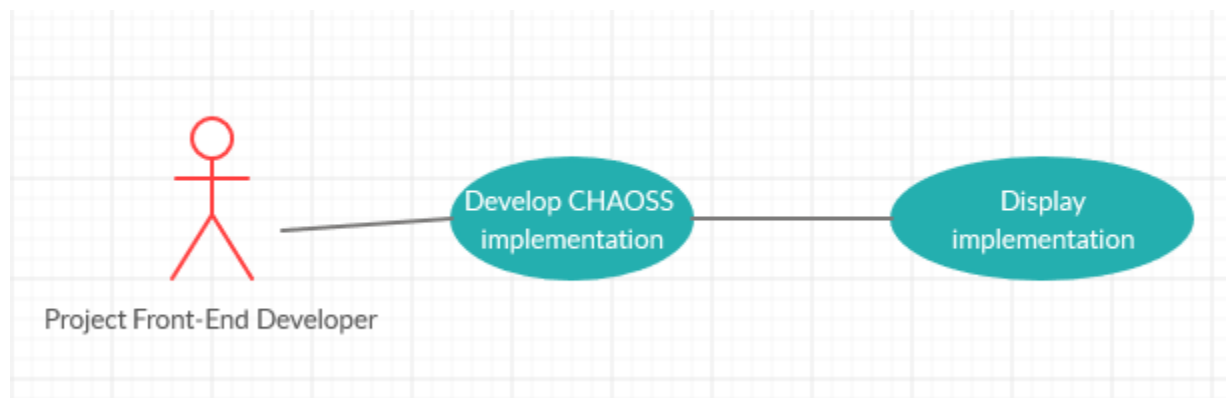 Develop CHAOSS
implementation
Display
implementation
Project Front-End Developer